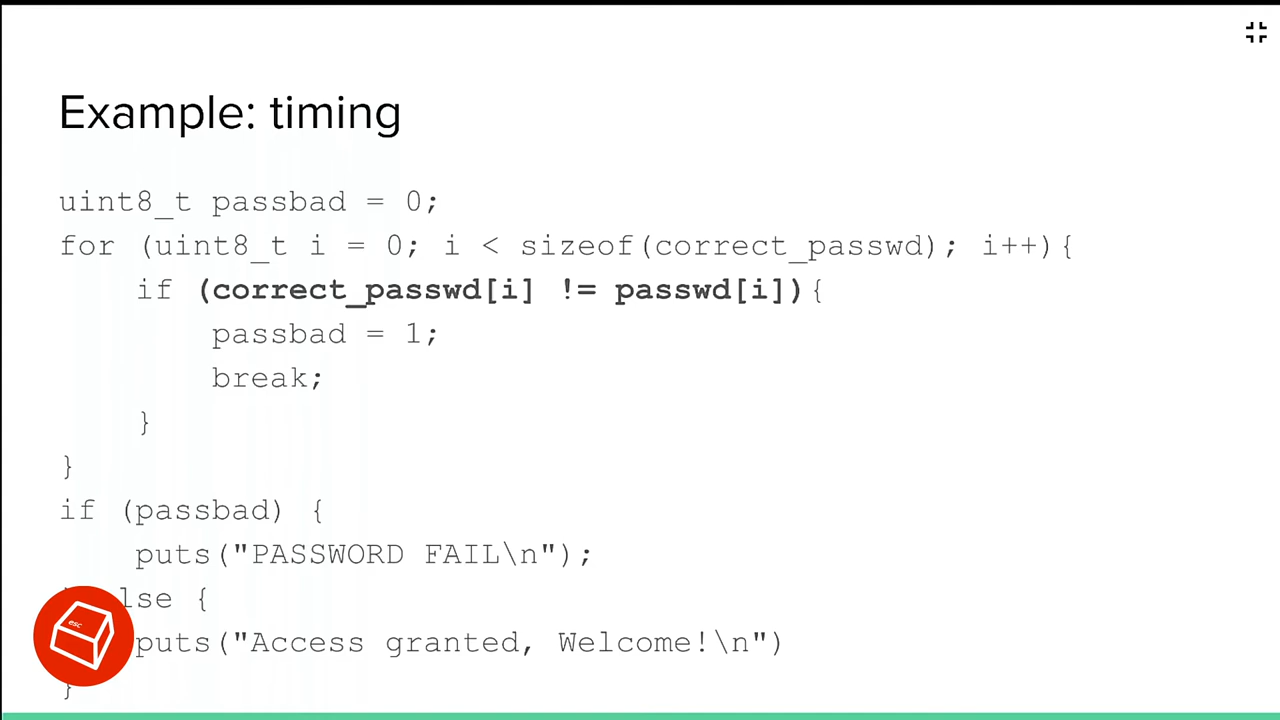 Example: timing
uint8_t passbad = 0;
for (uint8_t i = 0; i < sizeof(correct_passwd); i++){
if (correct_passwd[i] != passwd[i]){
passbad = 1;
break;
}
}
if (passbad) {
puts("PASSWORD FAIL\n");
lse {
esc
puts("Access granted, Welcome!\n")
}